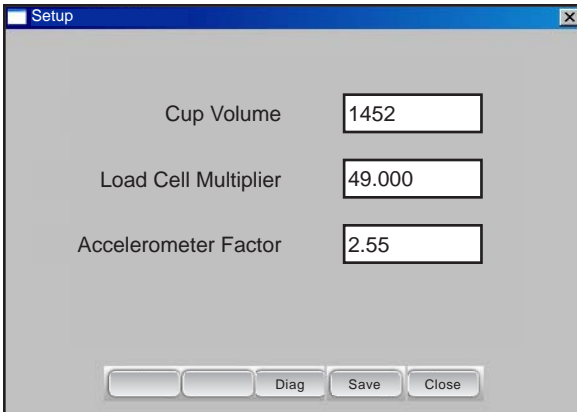 Setup
Cup Volume 1452
Load Cell Multiplier 49.000
Accelerometer Factor 2.55
Diag Save Close